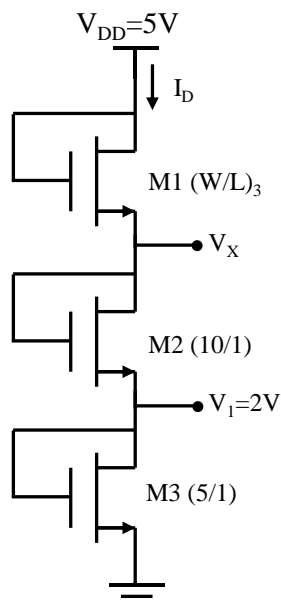 V_DD=5V
I_D
M1 (W/L)_3
V_X
M2 (10/1)
V_1=2V
M3 (5/1)